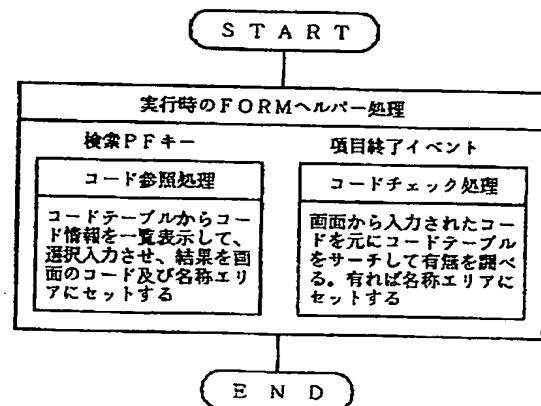 START
実行時のFORMヘルパー処理
検索PFキー
コード参照処理
コードテーブルからコー
ド情報を一覧表示して、
選択入力させ、結果を画
面のコード及び名称エリ
アにセットする
項目終了イベント
コードチェック処理
画面から入力されたコー
ドを元にコードテーブル
をサーチして有無を調べ
る。有れば名称エリアに
セットする
END